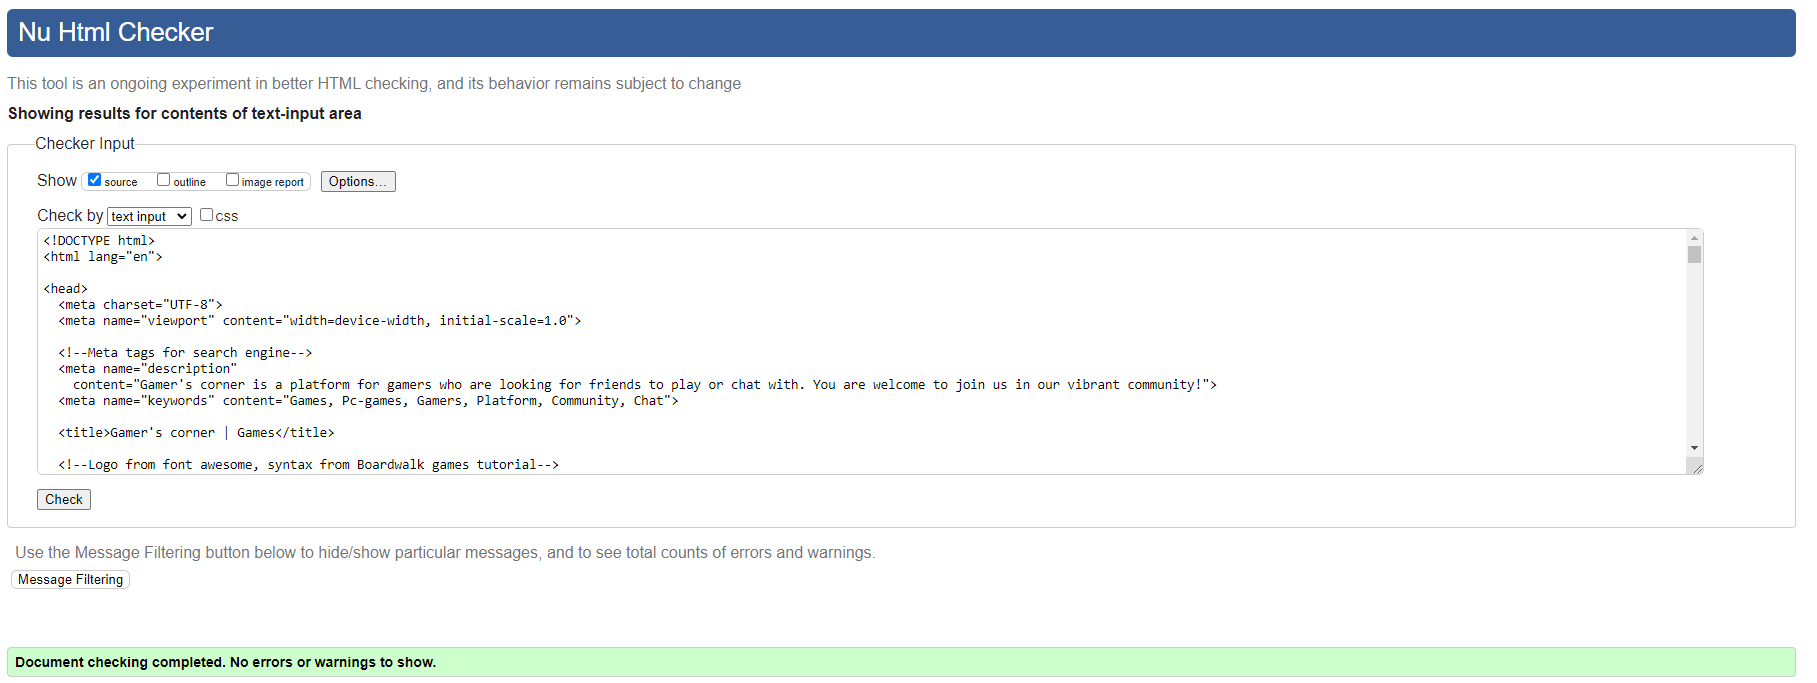 Nu Html Checker
This tool is an ongoing experiment in better HTML checking, and its behavior remains subject to change
Showing results for contents of text-input area
Checker Input
Show source outline image report Options...
Check by text input css
<!DOCTYPE html>
<html lang="en">
<head>
<meta charset="UTF-8">
<meta name="viewport" content="width=device-width, initial-scale=1.0">
<!--Meta tags for search engine-->
<meta name="description"
content="Gamer's corner is a platform for gamers who are looking for friends to play or chat with. You are welcome to join us in our vibrant community!">
<meta name="keywords" content="Games, Pc-games, Gamers, Platform, Community, Chat">
<title>Gamer's corner | Games</title>
<!--Logo from font awesome, syntax from Boardwalk games tutorial-->
Check
Use the Message Filtering button below to hide/show particular messages, and to see total counts of errors and warnings.
Message Filtering
Document checking completed. No errors or warnings to show.